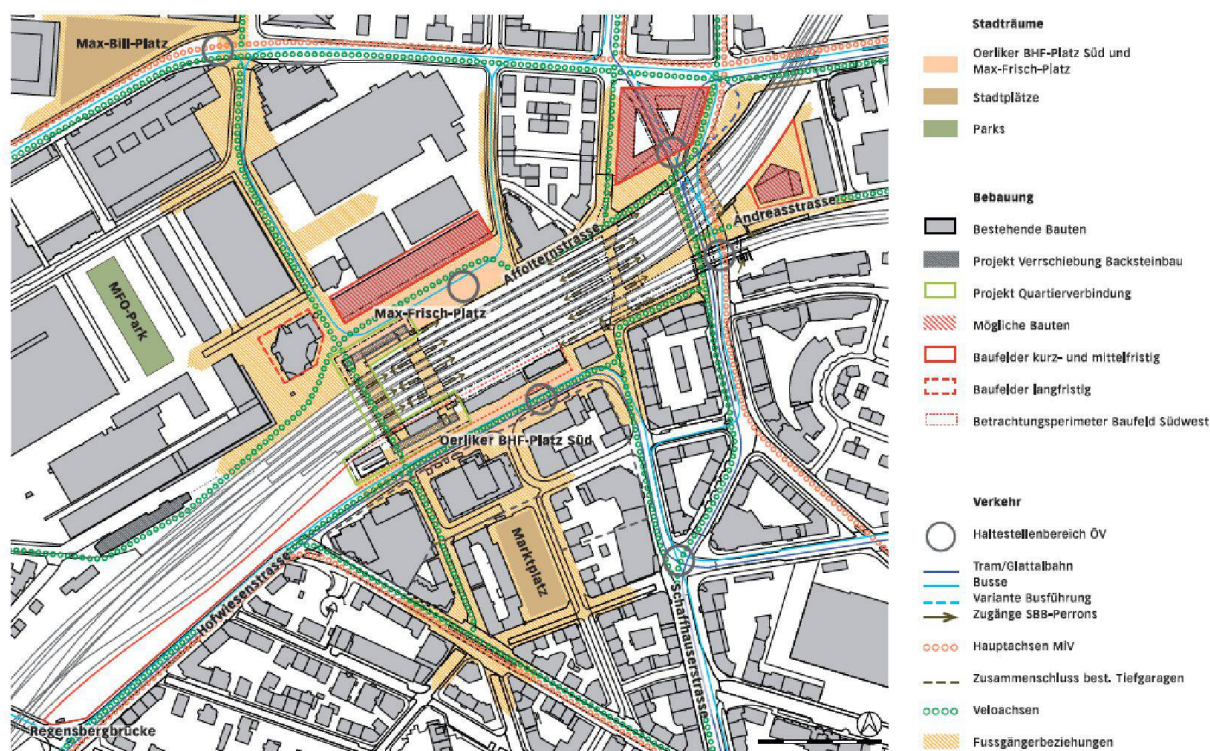 Max-Bill-Platz
MFO-Park
Max-Frisch-Platz
Affolternstrasse
Andreasstrasse
Oerliker BHF-Platz Süd
Marktplatz
Hofwiesenstrasse
Schaffhauserstrasse
Regensbergbrücke
Stadträume
Oerliker BHF-Platz Süd und
Max-Frisch-Platz
Stadtplätze
Parks
Bebauung
Bestehende Bauten
Projekt Verrschiebung Backsteinbau
Projekt Quartierverbindung
Mögliche Bauten
Baufelder kurz- und mittelfristig
Baufelder langfristig
Betrachtungsperimeter Baufeld Südwest
Verkehr
Haltestellenbereich ÖV
Tram/Glattalbahn
Busse
Variante Busführung
Zugänge SBB-Perrons
Hauptachsen MIV
Zusammenschluss best. Tiefgaragen
Veloachsen
Fussgängerbeziehungen